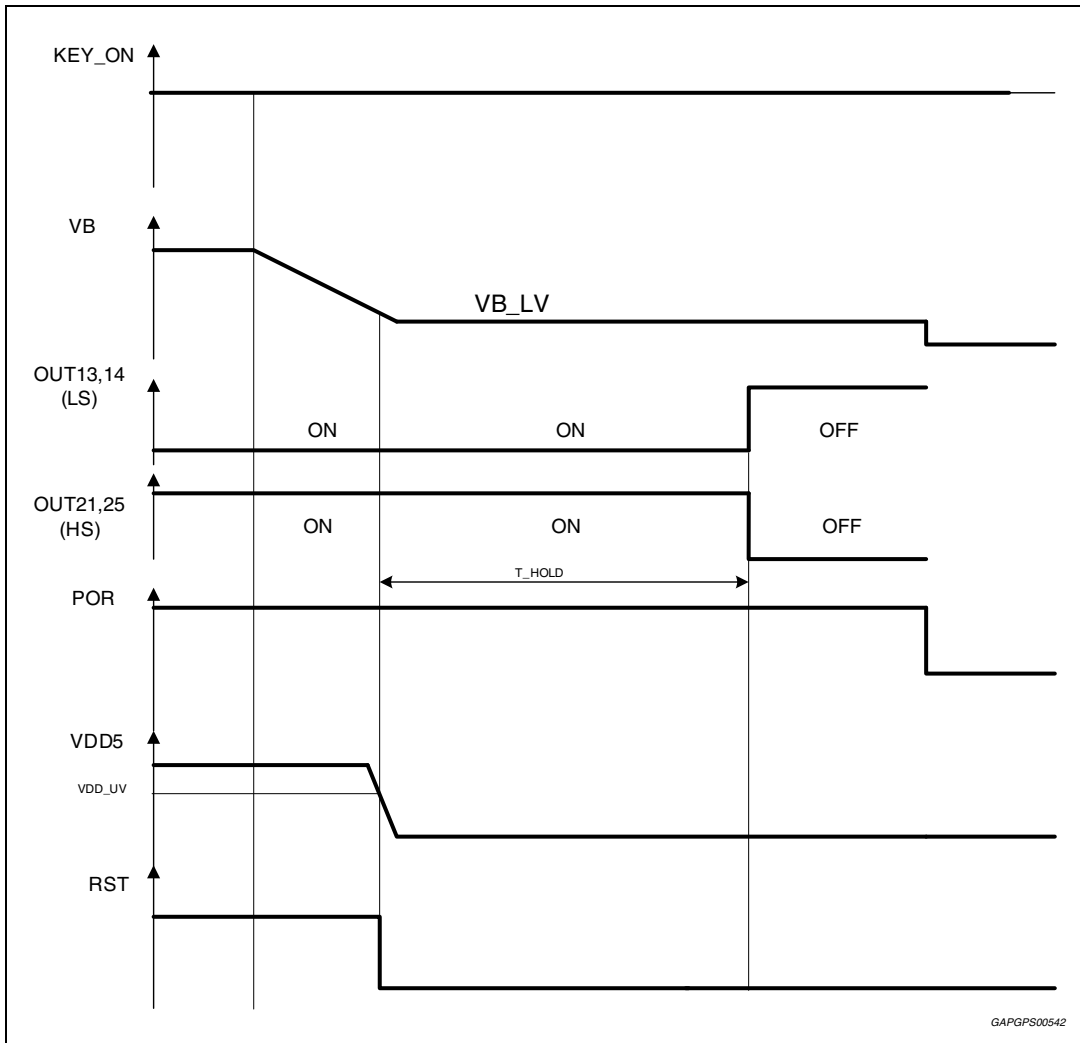 KEY_ON
VB
VB_LV
OUT13,14
(LS)
ON
ON
OFF
OUT21,25
(HS)
ON
ON
OFF
T_HOLD
POR
VDD5
VDD_UV
RST
GAPGPS00542